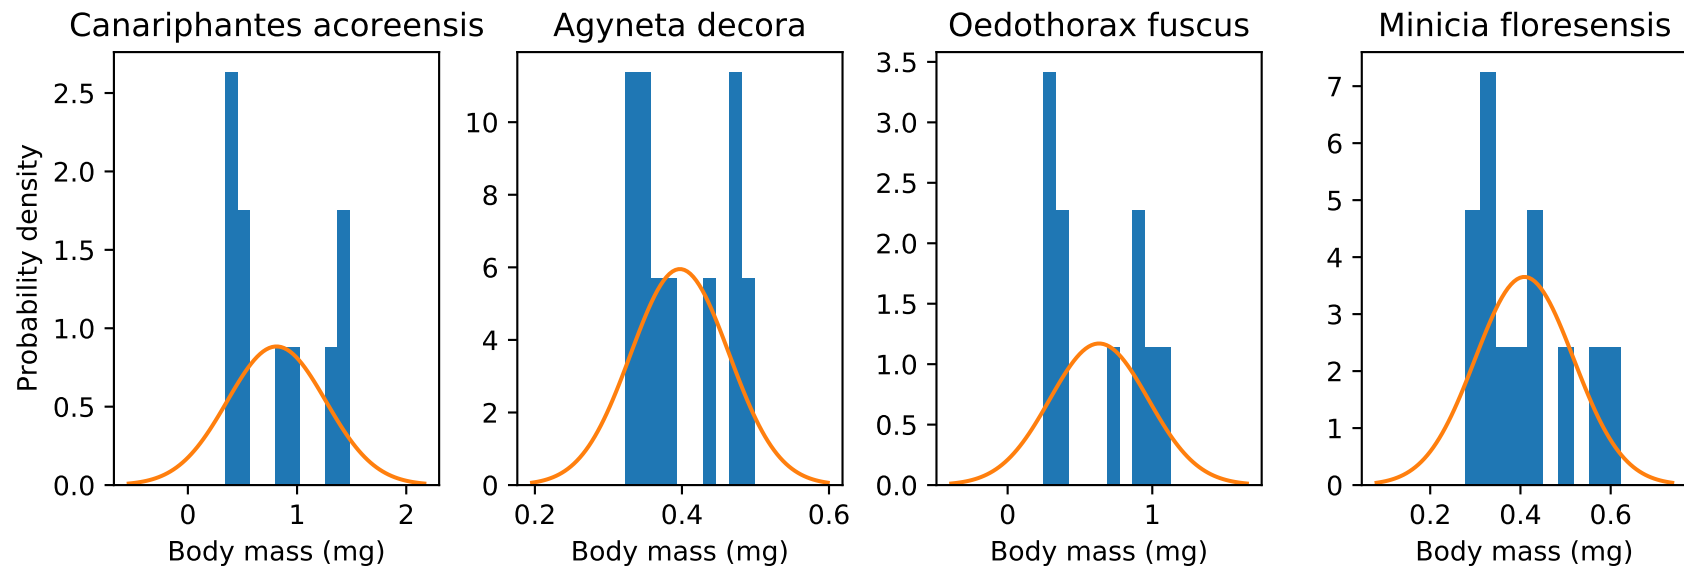 Canariphantes acoreensis
Agyneta decora
Oedothorax fuscus
Minicia floresensis
Probability density
2.5
2.0
1.5
1.0
0.5
0.0
0 1 2
Body mass (mg)
10
8
6
4
2
0
0.2 0.4 0.6
Body mass (mg)
3.5
3.0
2.5
2.0
1.5
1.0
0.5
0.0
0 1
Body mass (mg)
7
6
5
4
3
2
1
0
0.2 0.4 0.6
Body mass (mg)